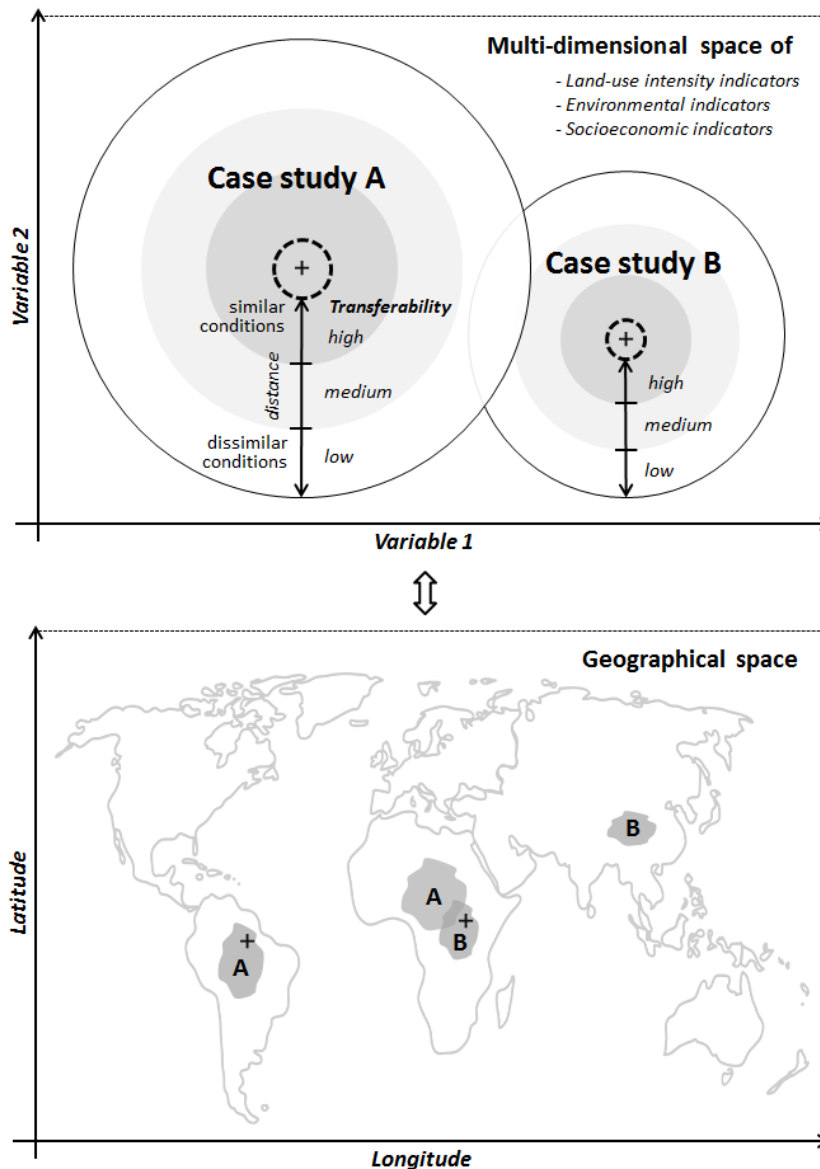 Multi-dimensional space of
- Land-use intensity indicators
- Environmental indicators
- Socioeconomic indicators
Variable 2
Case study A
similar
conditions
Transferability
high
distance
medium
dissimilar
conditions
low
Case study B
high
medium
low
Variable 1
Geographical space
Latitude
A
A
B
B
Longitude